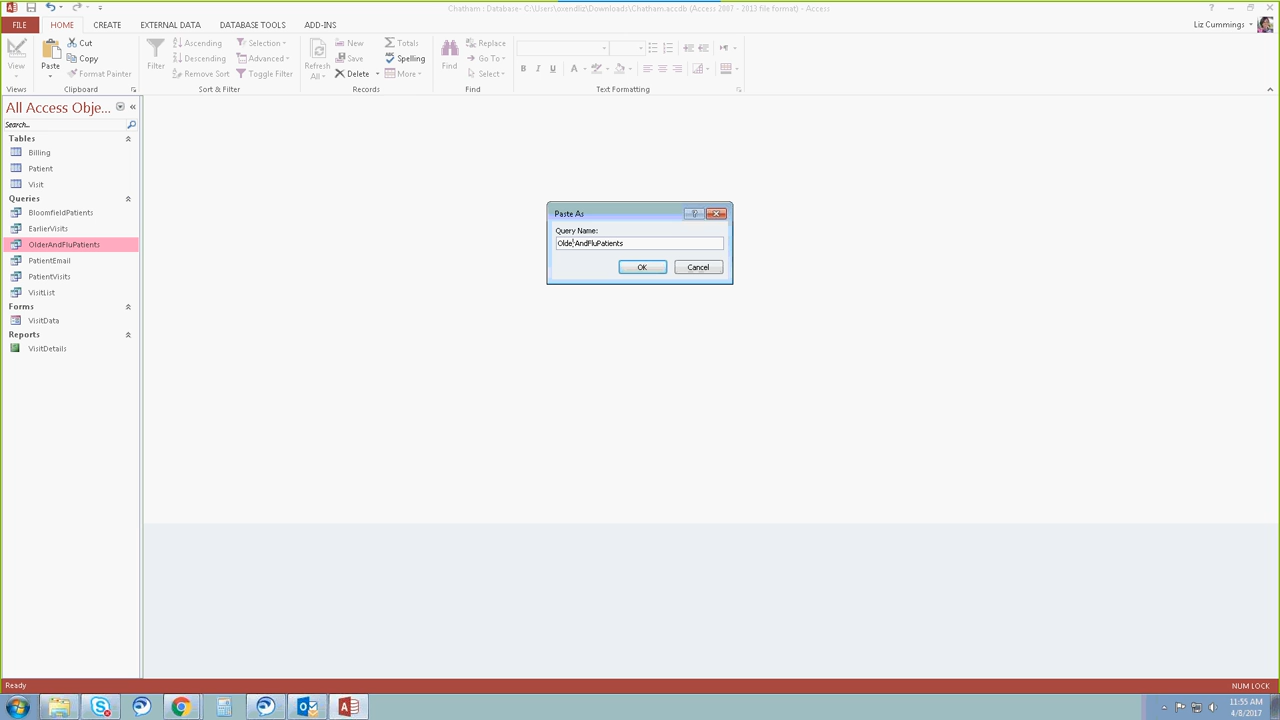 Chatham : Database- C:\Users\oxendliz\Downloads\Chatham.accdb (Access 2007 - 2013 file format) - Access
FILE HOME CREATE EXTERNAL DATA DATABASE TOOLS ADD-INS
Liz Cummings
View
Views
Paste
Cut
Copy
Format Painter
Clipboard
Filter
Ascending
Descending
Remove Sort
Selection
Advanced
Toggle Filter
Sort & Filter
Refresh
All
New
Save
Delete
Totals
Spelling
More
Records
Find
Replace
Go To
Select
Find
B I U A
Text Formatting
All Access Obje...
Search...
Tables
Billing
Patient
Visit
Queries
BloomfieldPatients
EarlierVisits
OlderAndFluPatients
PatientEmail
PatientVisits
VisitList
Forms
VisitData
Reports
VisitDetails
Paste As
Query Name:
OlderAndFluPatients
OK Cancel
Ready
NUM LOCK
11:55 AM
4/8/2017